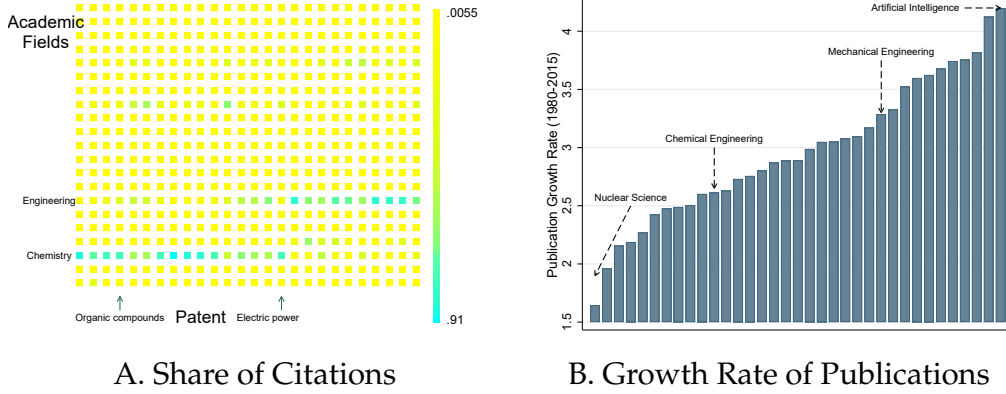 Academic
Fields
Engineering
Chemistry
Organic compounds
Patent
Electric power
.0055
.91
A. Share of Citations
Publication Growth Rate (1980-2015)
4
3.5
3
2.5
2
1.5
Nuclear Science
Chemical Engineering
Mechanical Engineering
Artificial Intelligence
B. Growth Rate of Publications